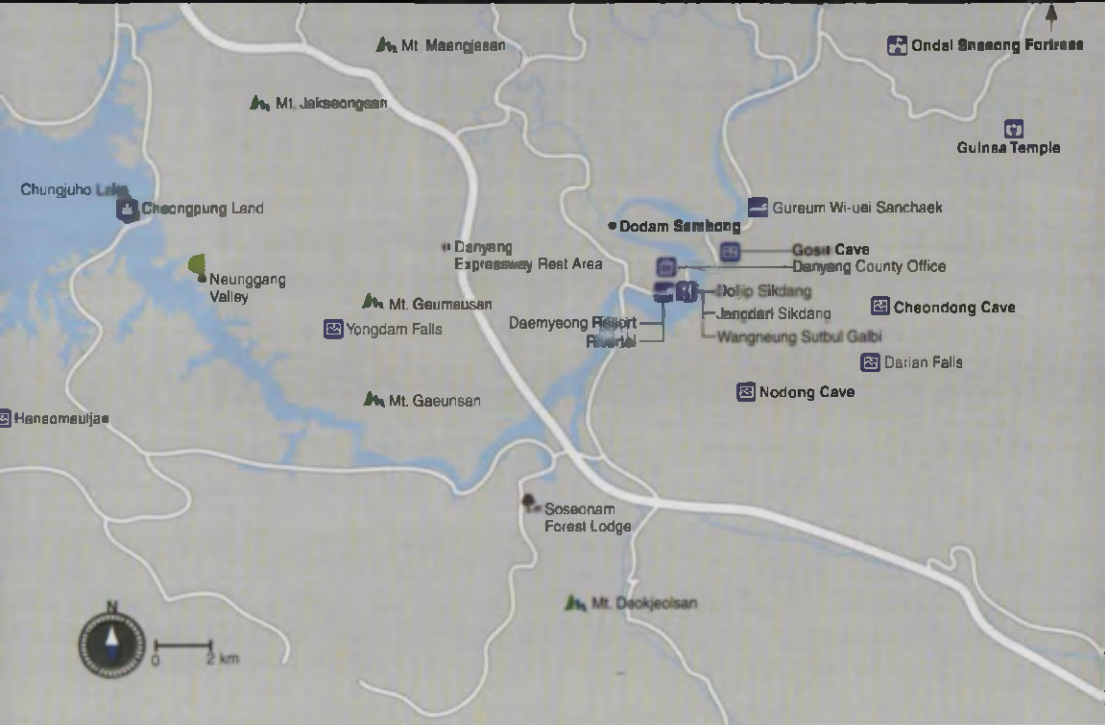 Mt. Maengjasan
Ondal Sanseong Fortress
Mt. Jakseongsan
Guinsa Temple
Chungjuho Lake
Cheongpung Land
Gureum Wi-uei Sanchaek
Dodam Sambong
Danyang
Expressway Rest Area
Gosu Cave
Danyang County Office
Neunggang
Valley
Dolip Sikdang
Mt. Geumsusan
Cheondong Cave
Jangdari Sikdang
Daemyeong Resort
Yongdam Falls
Wangneung Sutbul Galbi
Darian Falls
Nodong Cave
Mt. Gaeunsan
Soseonam
Forest Lodge
Mt. Deokjeolsan
N
0 2 km